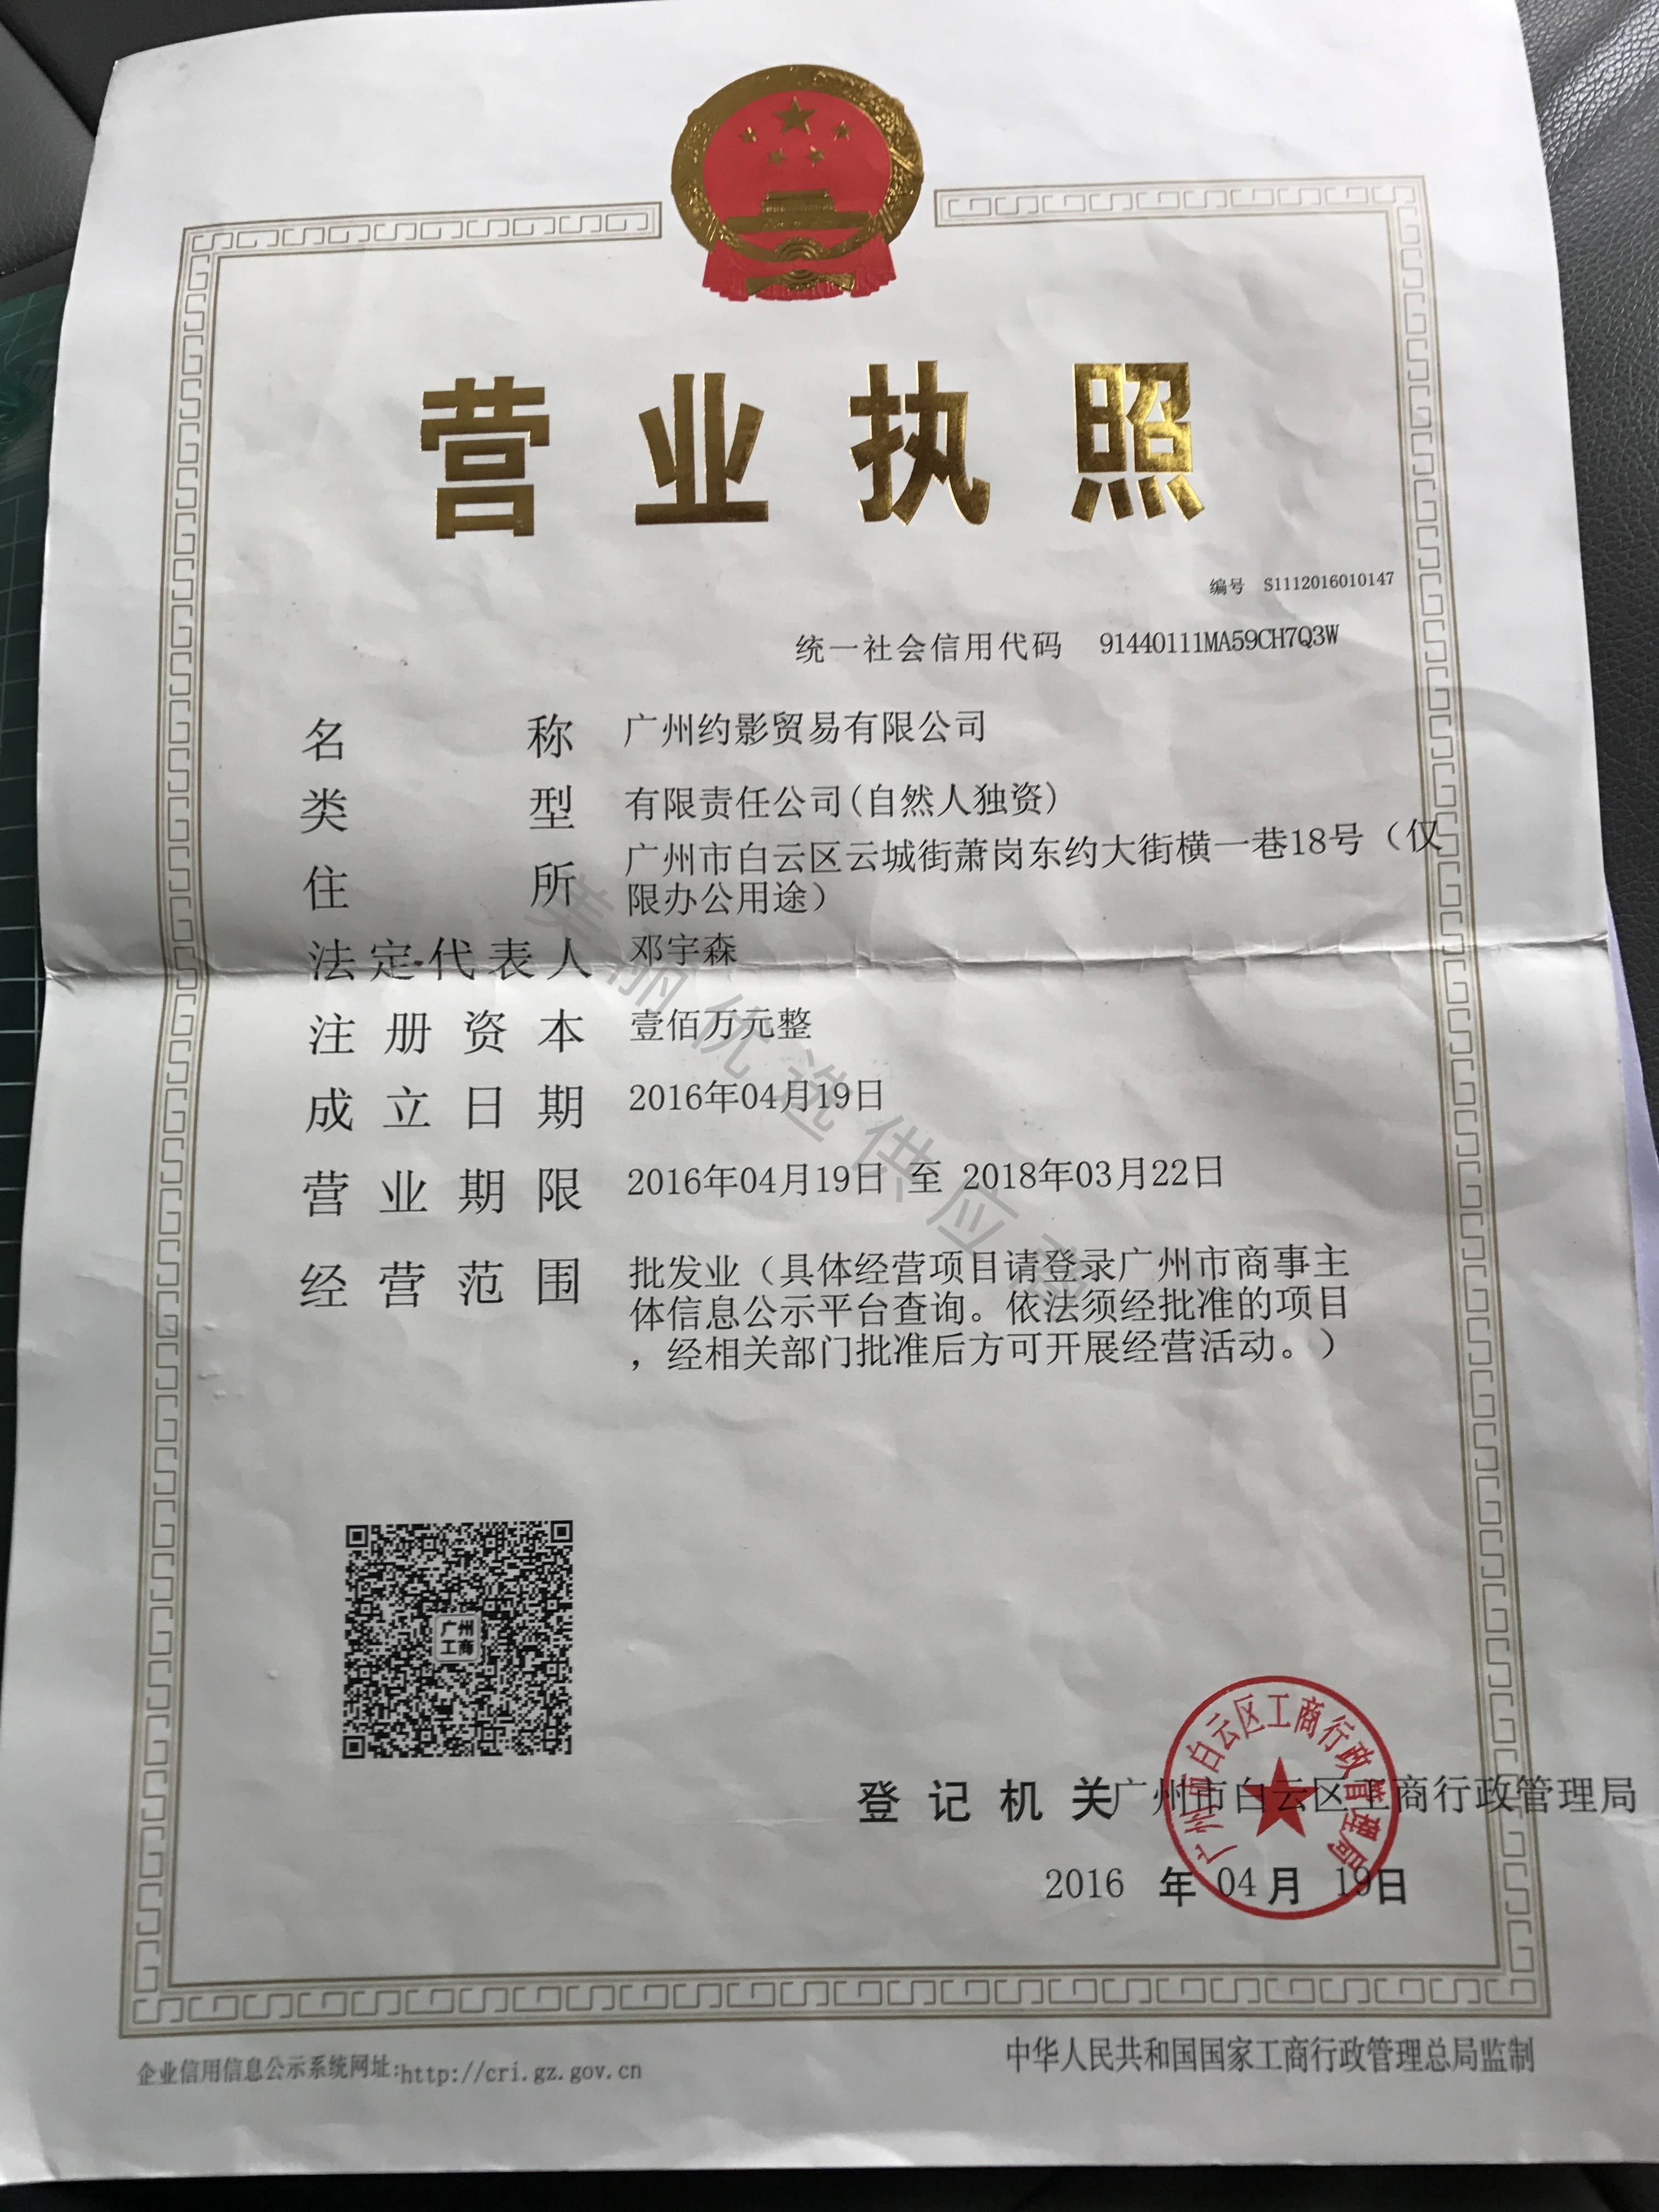 营业执照
编号 S1112016010147
统一社会信用代码 91440111MA59CH7Q3W
名称 广州约影贸易有限公司
类型 有限责任公司(自然人独资)
住所 广州市白云区云城街萧岗东约大街横一巷18号（仅
限办公用途）
法定代表人 邓宇森
注册资本 壹佰万元整
成立日期 2016年04月19日
营业期限 2016年04月19日 至 2018年03月22日
经营范围 批发业（具体经营项目请登录广州市商事主
体信息公示平台查询。依法须经批准的项目
，经相关部门批准后方可开展经营活动。）
美丽优选供应商
广州
工商
广州市白云区工商行政管理局
登记机关 广州市白云区工商行政管理局
2016 年 04 月 19 日
企业信用信息公示系统网址:http://cri.gz.gov.cn
中华人民共和国国家工商行政管理总局监制